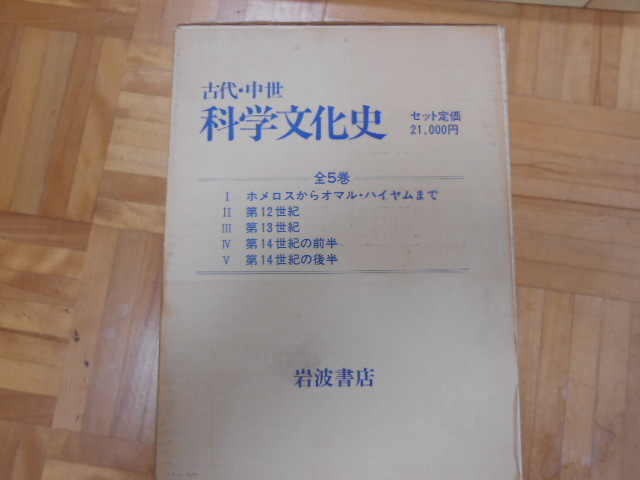 古代・中世
科学文化史
セット定価
21,000円
全5巻
I ホメロスからオマル・ハイヤムまで
II 第12世紀
III 第13世紀
IV 第14世紀の前半
V 第14世紀の後半
岩波書店